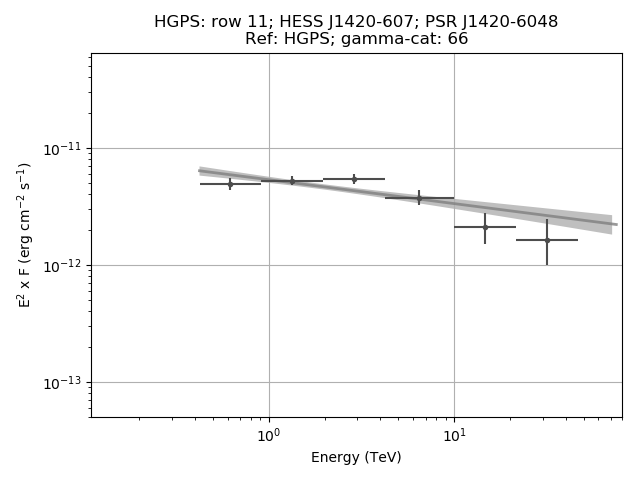 HGPS: row 11; HESS J1420-607; PSR J1420-6048
Ref: HGPS; gamma-cat: 66
E² x F (erg cm⁻² s⁻¹)
10⁻¹¹
10⁻¹²
10⁻¹³
10⁰ 10¹
Energy (TeV)